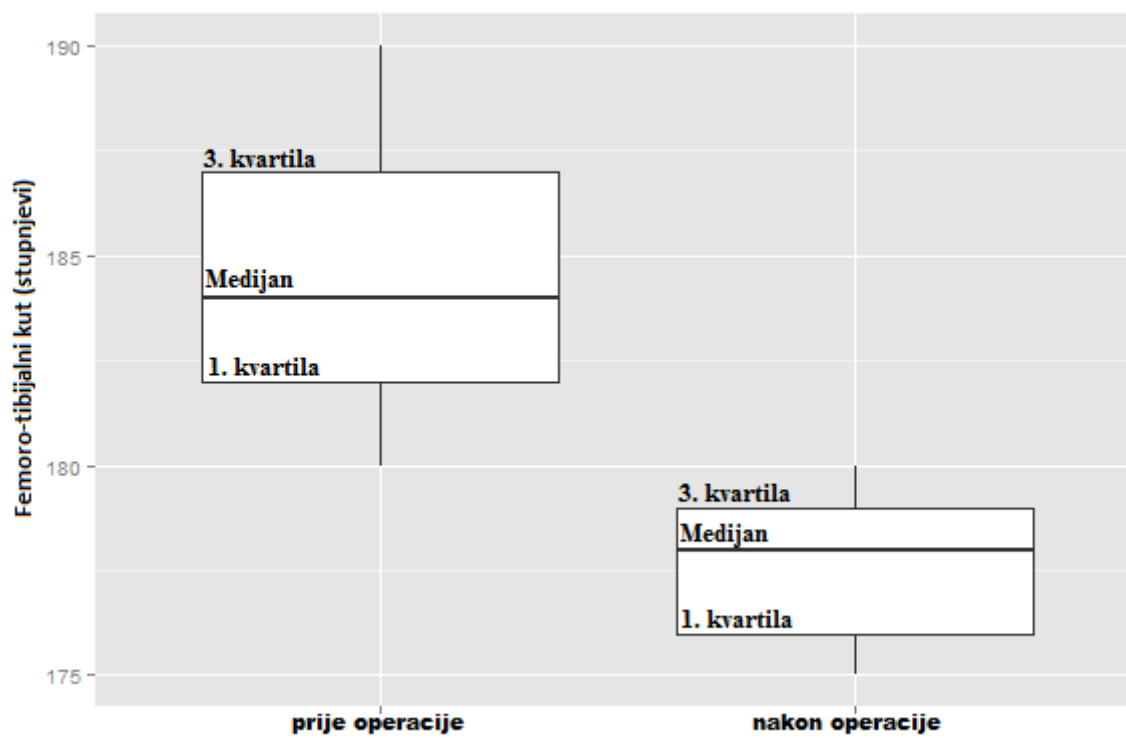 Femoro-tibijalni kut (stupnjevi)
190
185
180
175
3. kvartila
Medijan
1. kvartila
3. kvartila
Medijan
1. kvartila
prije operacije
nakon operacije